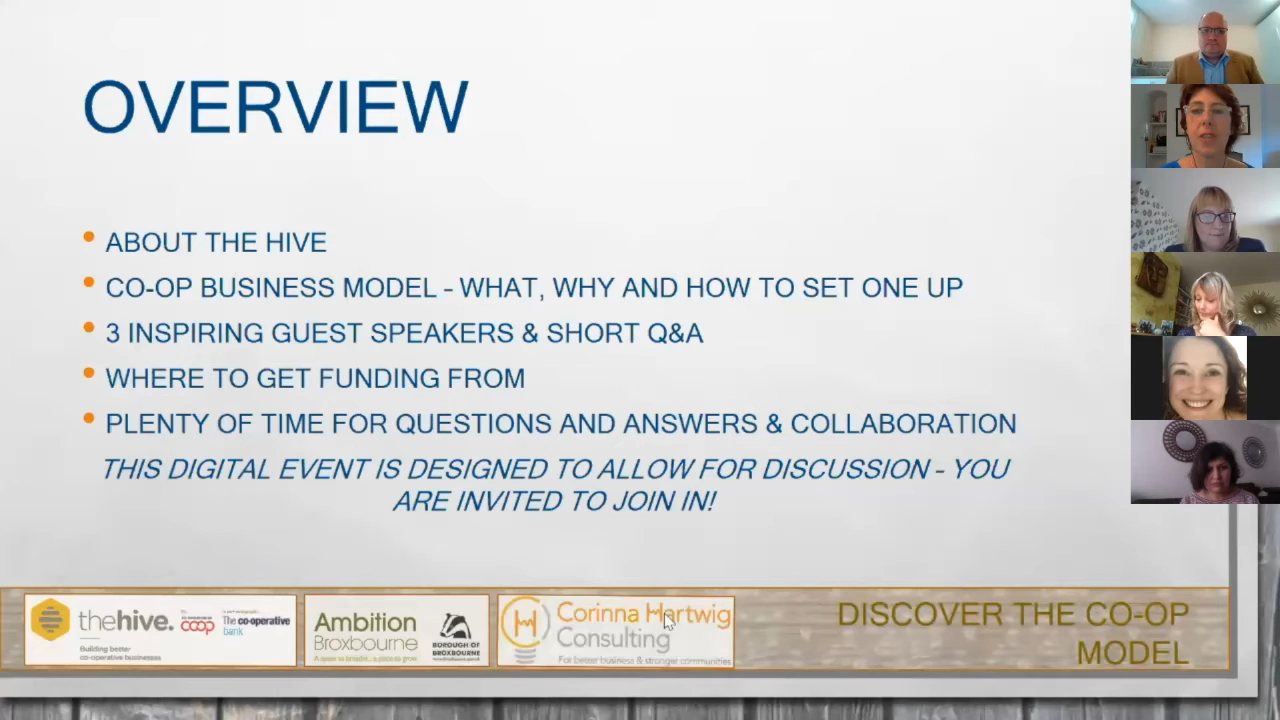 OVERVIEW
ABOUT THE HIVE
CO-OP BUSINESS MODEL – WHAT, WHY AND HOW TO SET ONE UP
3 INSPIRING GUEST SPEAKERS & SHORT Q&A
WHERE TO GET FUNDING FROM
PLENTY OF TIME FOR QUESTIONS AND ANSWERS & COLLABORATION
THIS DIGITAL EVENT IS DESIGNED TO ALLOW FOR DISCUSSION – YOU
ARE INVITED TO JOIN IN!
thehive.
coop
The co-operative
bank
Building better
co-operative businesses
Ambition
Broxbourne
BOROUGH OF
BROXBOURNE
Corinna Hartwig
Consulting
For better business & stronger communities
DISCOVER THE CO-OP
MODEL